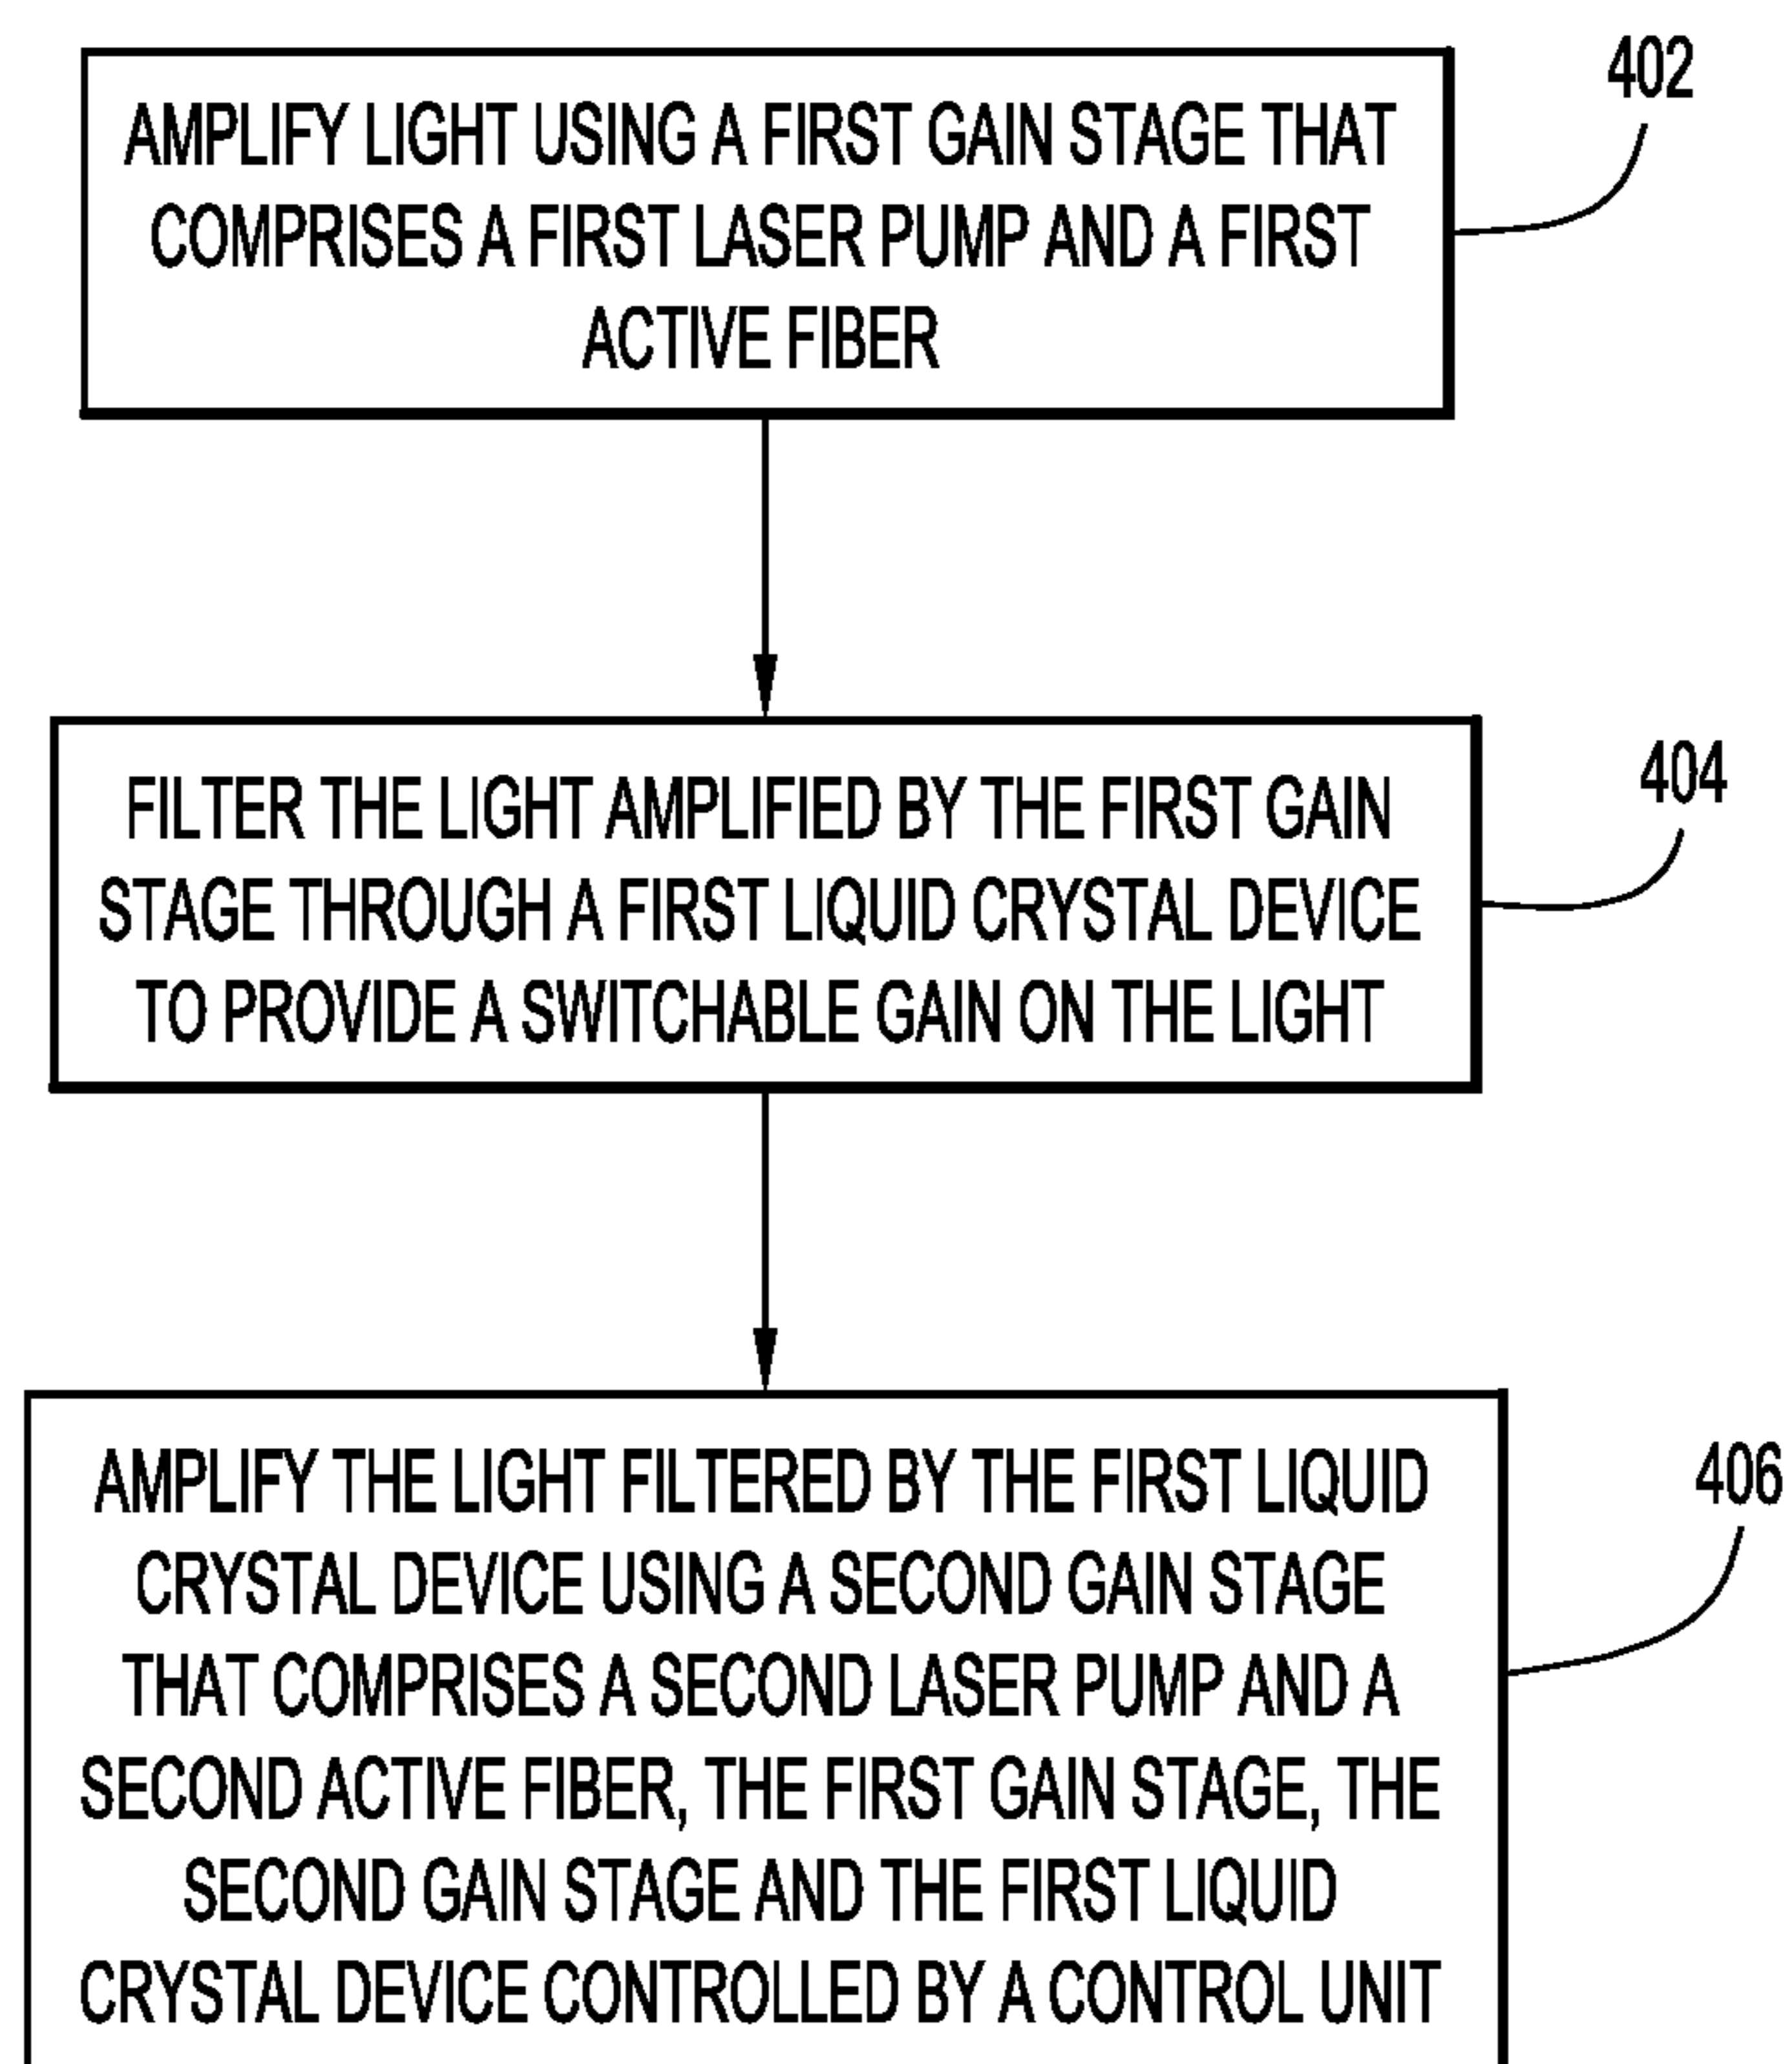 402
AMPLIFY LIGHT USING A FIRST GAIN STAGE THAT
COMPRISES A FIRST LASER PUMP AND A FIRST
ACTIVE FIBER
404
FILTER THE LIGHT AMPLIFIED BY THE FIRST GAIN
STAGE THROUGH A FIRST LIQUID CRYSTAL DEVICE
TO PROVIDE A SWITCHABLE GAIN ON THE LIGHT
406
AMPLIFY THE LIGHT FILTERED BY THE FIRST LIQUID
CRYSTAL DEVICE USING A SECOND GAIN STAGE
THAT COMPRISES A SECOND LASER PUMP AND A
SECOND ACTIVE FIBER, THE FIRST GAIN STAGE, THE
SECOND GAIN STAGE AND THE FIRST LIQUID
CRYSTAL DEVICE CONTROLLED BY A CONTROL UNIT